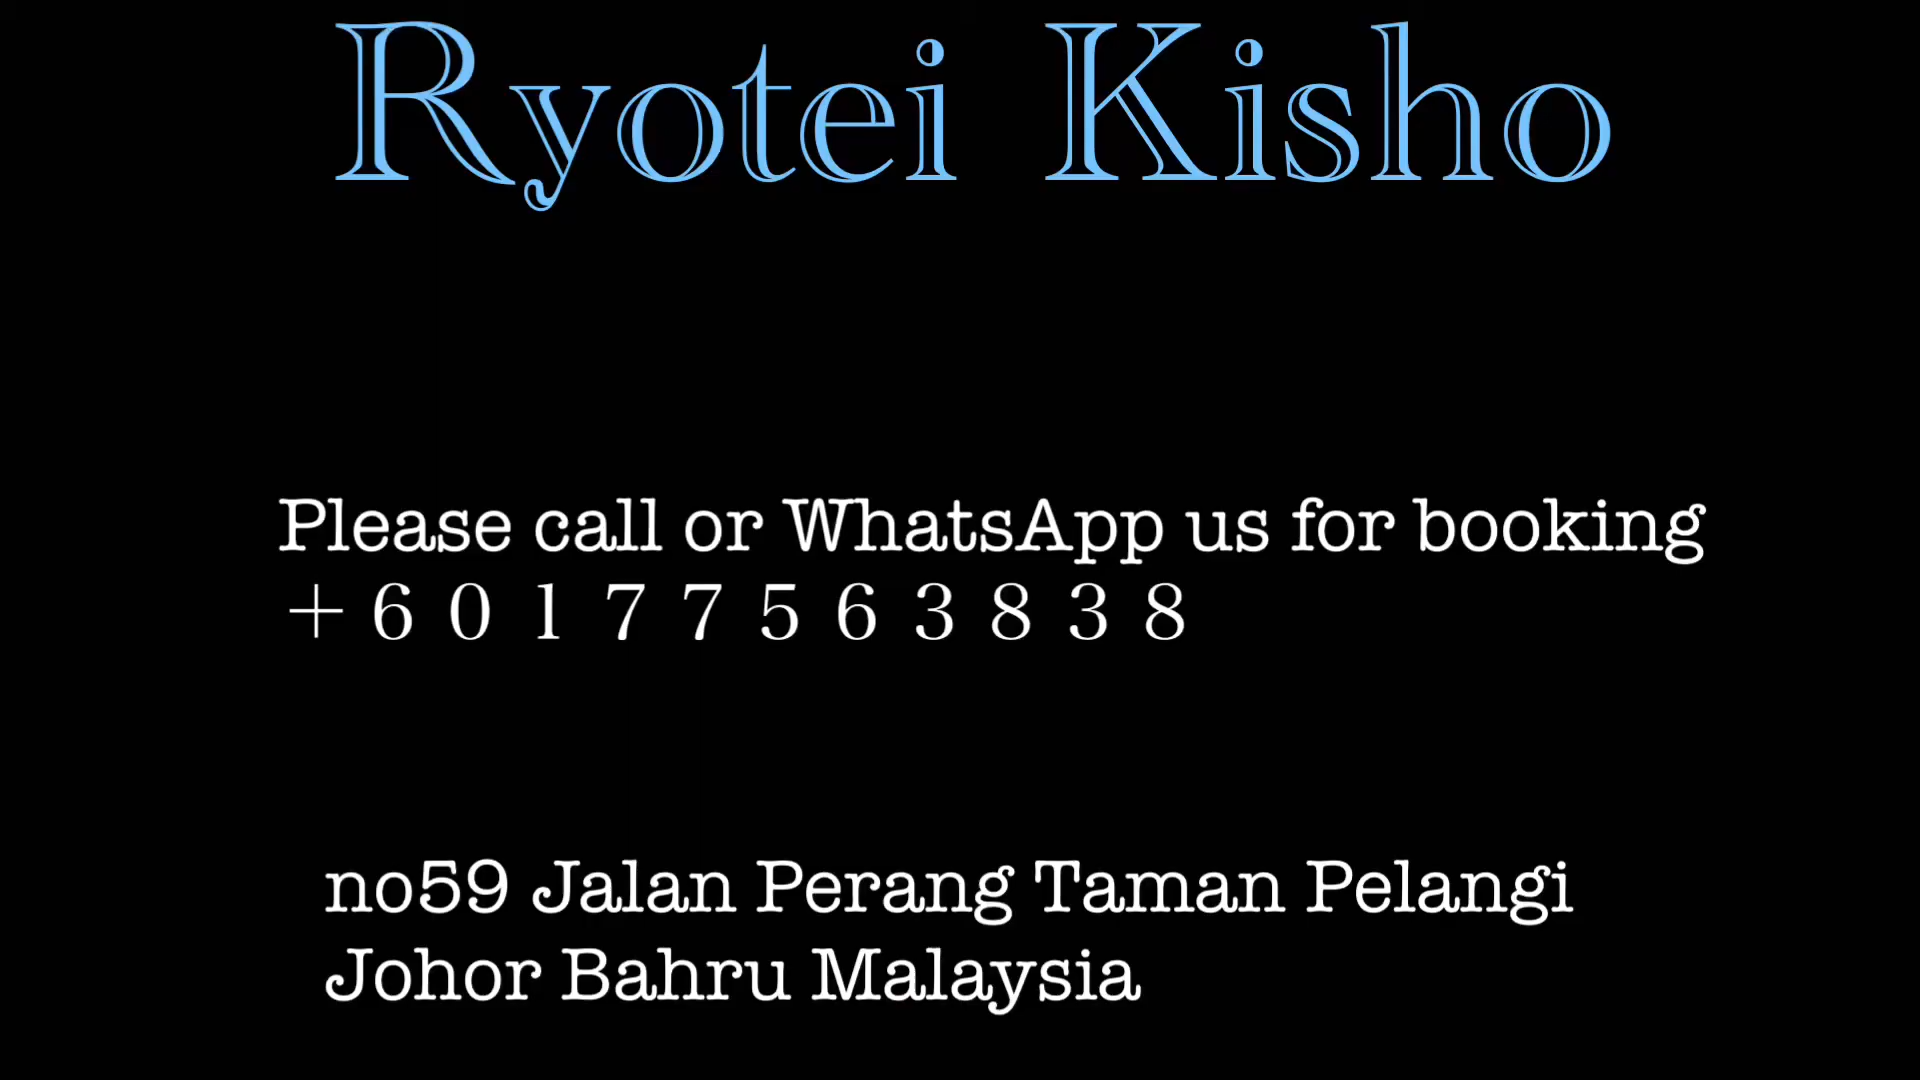 Ryotei Kisho
Please call or WhatsApp us for booking
＋６０１７７５６３８３８
no59 Jalan Perang Taman Pelangi
Johor Bahru Malaysia